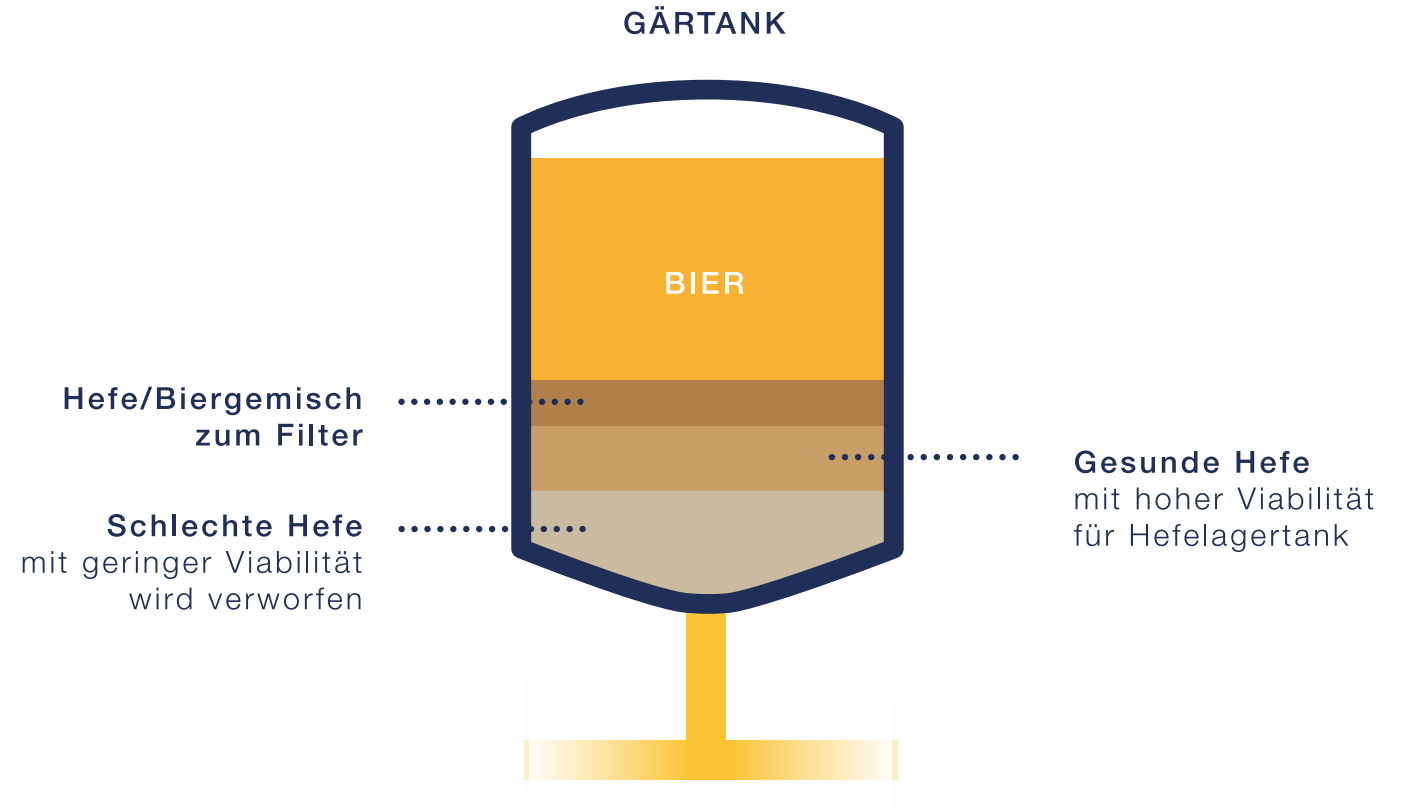 GÄRTANK
BIER
Hefe/Biergemisch
zum Filter
Gesunde Hefe
mit hoher Viabilität
für Hefelagertank
Schlechte Hefe
mit geringer Viabilität
wird verworfen